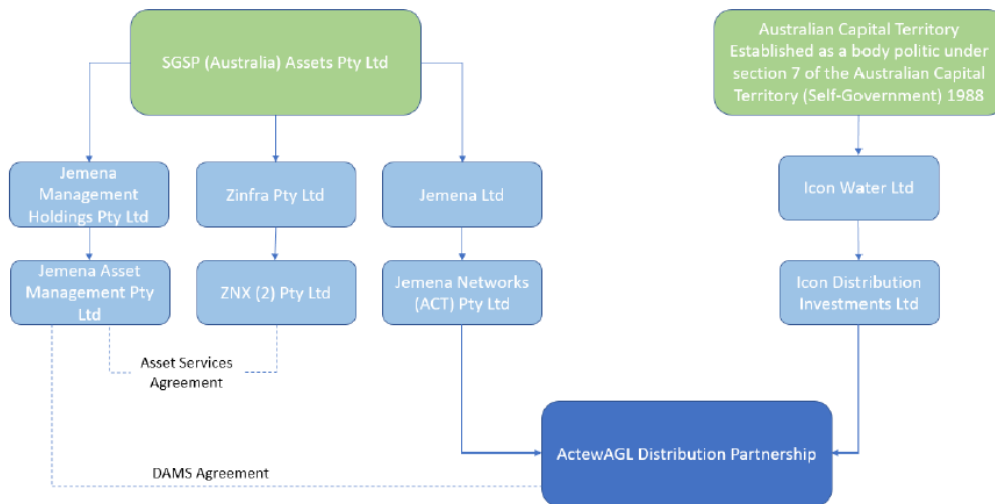 SGSP (Australia) Assets Pty Ltd
Australian Capital Territory
Established as a body politic under
section 7 of the Australian Capital
Territory (Self-Government) 1988
Jemena
Management
Holdings Pty Ltd
Zinfra Pty Ltd
Jemena Ltd
Icon Water Ltd
Jemena Asset
Management Pty
Ltd
ZNX (2) Pty Ltd
Jemena Networks
(ACT) Pty Ltd
Icon Distribution
Investments Ltd
Asset Services
Agreement
DAMS Agreement
ActewAGL Distribution Partnership